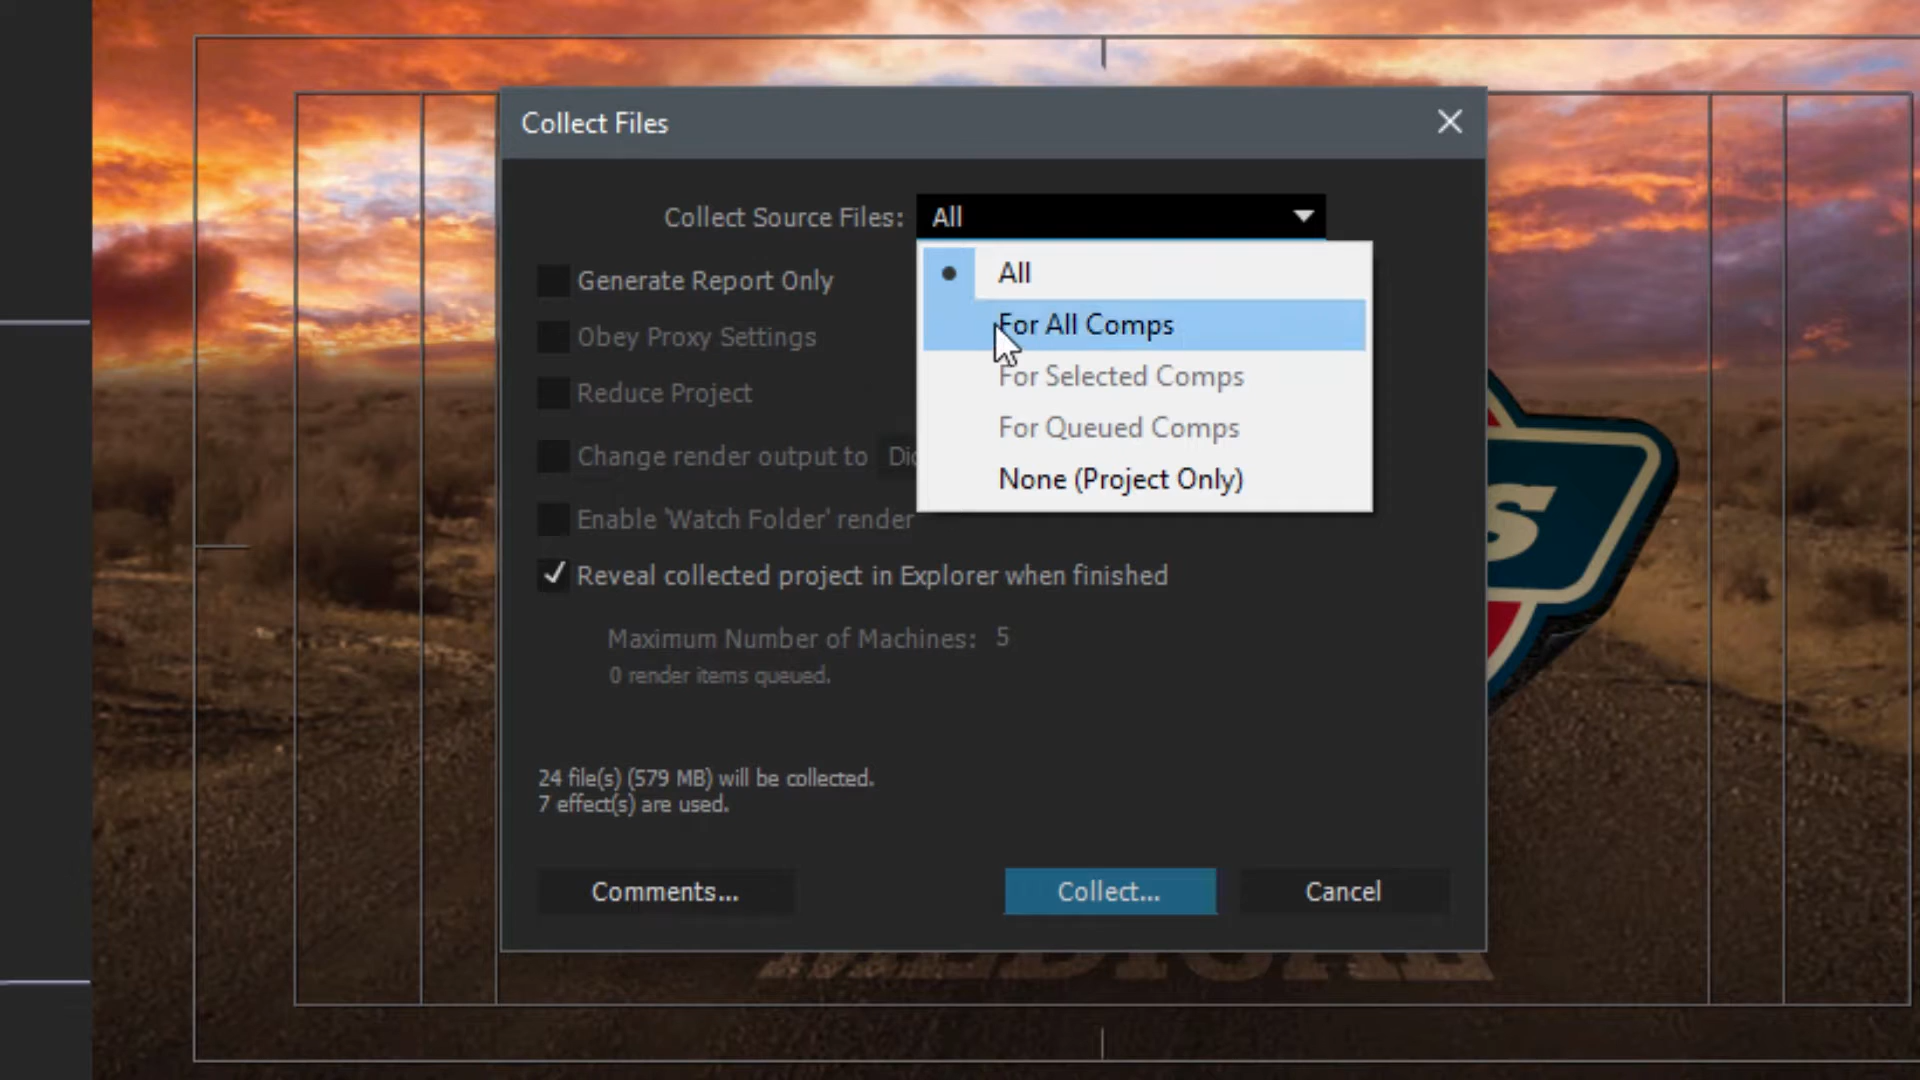 Collect Files
Collect Source Files: All
All
For All Comps
For Selected Comps
For Queued Comps
None (Project Only)
Generate Report Only
Obey Proxy Settings
Reduce Project
Change render output to
Enable 'Watch Folder' render
Reveal collected project in Explorer when finished
Maximum Number of Machines: 5
0 render items queued.
24 file(s) (579 MB) will be collected.
7 effect(s) are used.
Comments...
Collect...
Cancel